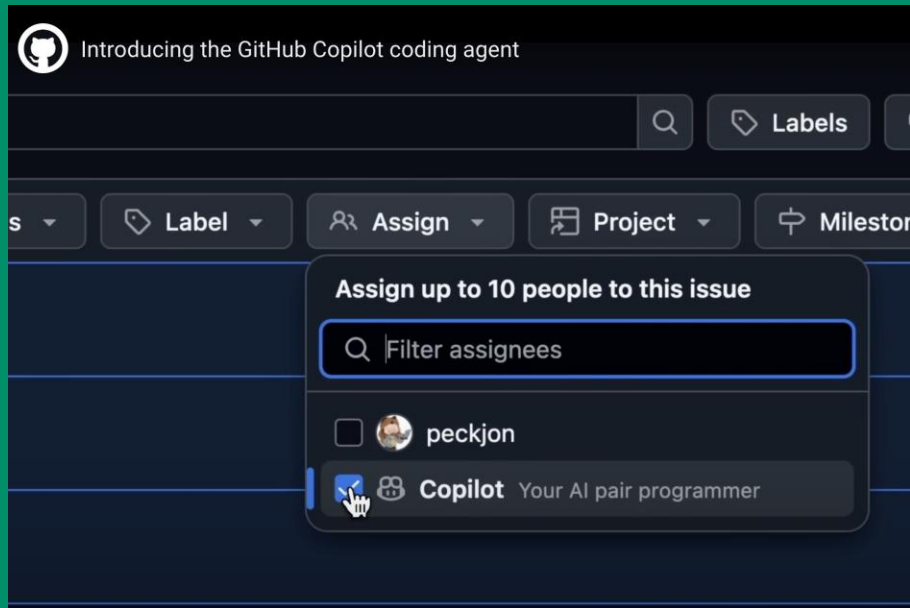 Introducing the GitHub Copilot coding agent
Labels
s Label Assign Project Mileston
Assign up to 10 people to this issue
Filter assignees
peckjon
Copilot Your AI pair programmer